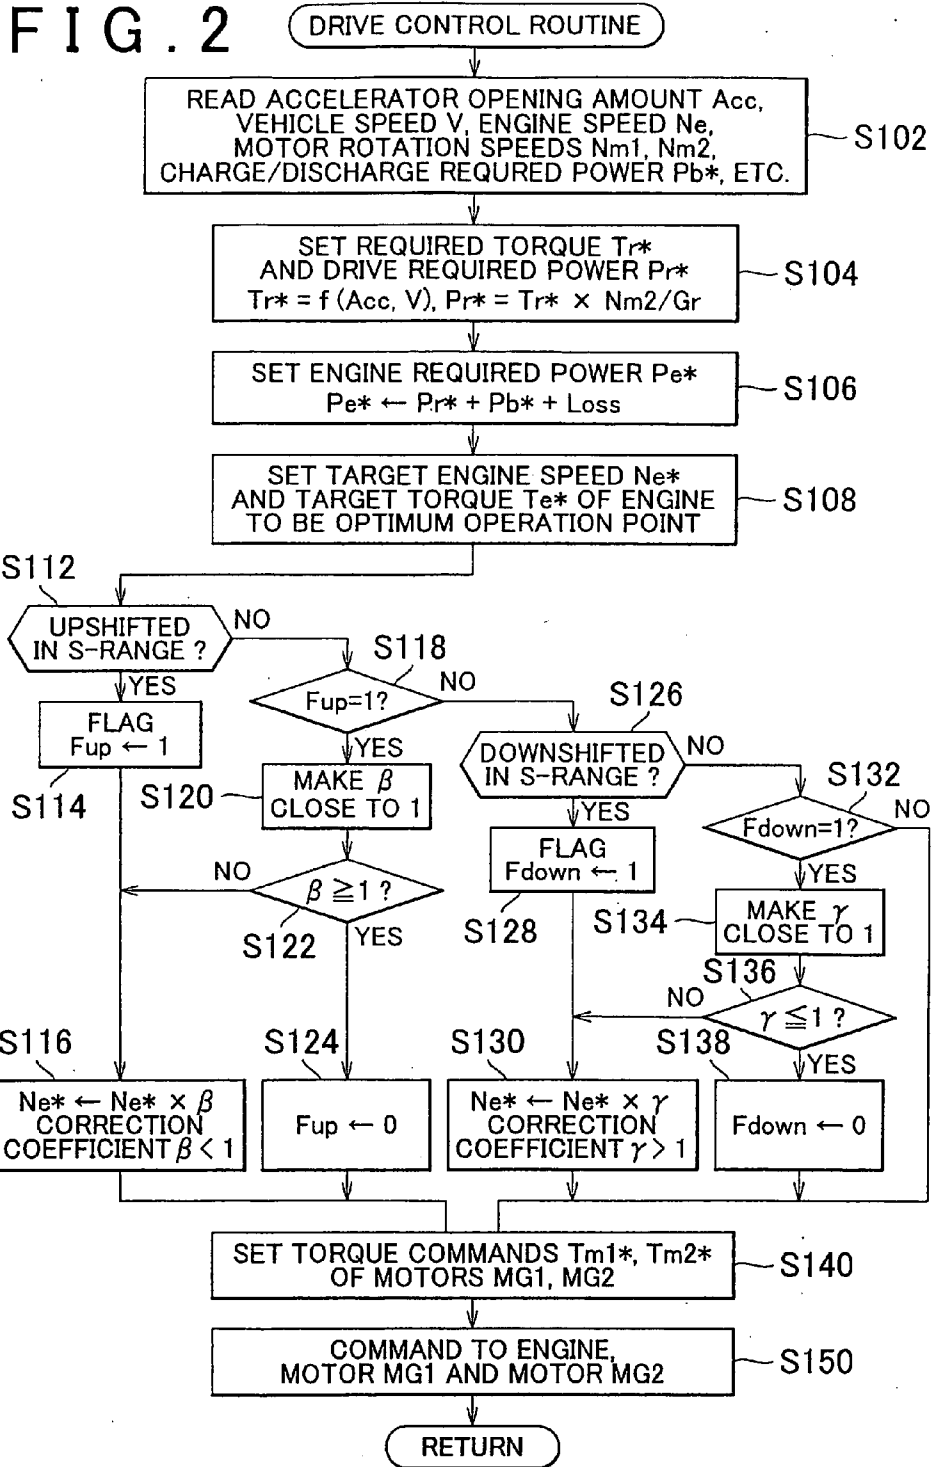 FIG.2
DRIVE CONTROL ROUTINE
READ ACCELERATOR OPENING AMOUNT Acc,
VEHICLE SPEED V, ENGINE SPEED Ne,
MOTOR ROTATION SPEEDS Nm1, Nm2,
CHARGE/DISCHARGE REQURED POWER Pb*, ETC.
S102
SET REQUIRED TORQUE Tr*
AND DRIVE REQUIRED POWER Pr*
Tr* = f (Acc, V), Pr* = Tr* × Nm2/Gr
S104
SET ENGINE REQUIRED POWER Pe*
Pe* ← Pr* + Pb* + Loss
S106
SET TARGET ENGINE SPEED Ne*
AND TARGET TORQUE Te* OF ENGINE
TO BE OPTIMUM OPERATION POINT
S108
S112
UPSHIFTED
IN S-RANGE ?
NO
YES
FLAG
Fup ← 1
S114
S118
Fup=1?
NO
YES
S120
MAKE β
CLOSE TO 1
NO
β ≧ 1 ?
S122
YES
S126
DOWNSHIFTED
IN S-RANGE ?
NO
YES
FLAG
Fdown ← 1
S128
S132
Fdown=1?
NO
YES
S134
MAKE γ
CLOSE TO 1
S136
NO
γ ≦ 1 ?
YES
S116
Ne* ← Ne* × β
CORRECTION
COEFFICIENT β < 1
S124
Fup ← 0
S130
Ne* ← Ne* × γ
CORRECTION
COEFFICIENT γ > 1
S138
Fdown ← 0
SET TORQUE COMMANDS Tm1*, Tm2*
OF MOTORS MG1, MG2
S140
COMMAND TO ENGINE,
MOTOR MG1 AND MOTOR MG2
S150
RETURN